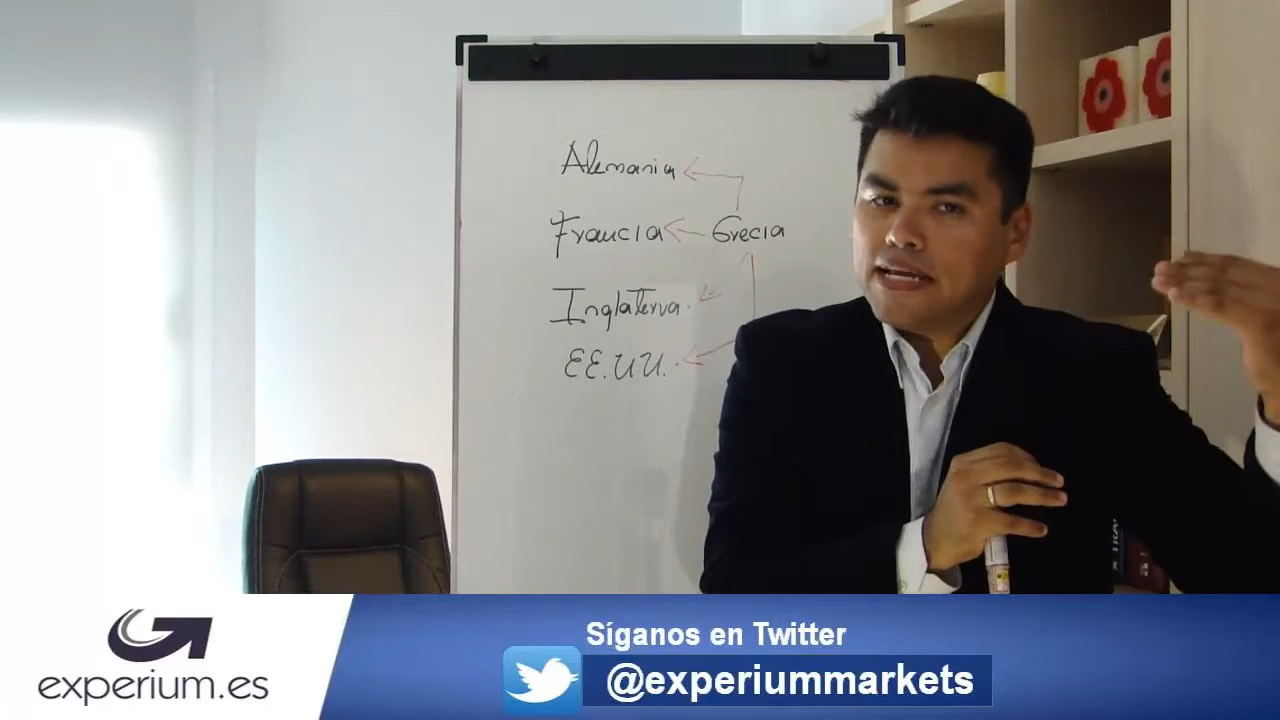 Alemania
Francia Grecia
Inglaterra.
EE.UU.
experium.es
Síganos en Twitter
@experiummarkets